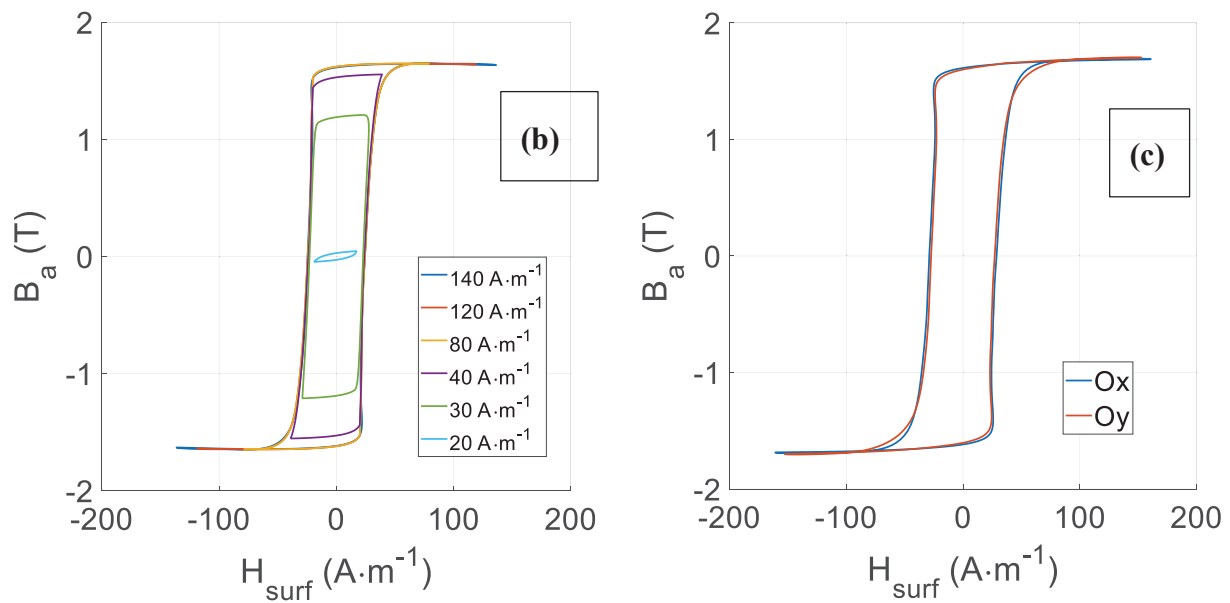 2
1
0
-1
-2
B_a (T)
(b)
140 A·m⁻¹
120 A·m⁻¹
80 A·m⁻¹
40 A·m⁻¹
30 A·m⁻¹
20 A·m⁻¹
-200 -100 0 100 200
H_surf (A·m⁻¹)
2
1
0
-1
-2
B_a (T)
(c)
Ox
Oy
-200 -100 0 100 200
H_surf (A·m⁻¹)